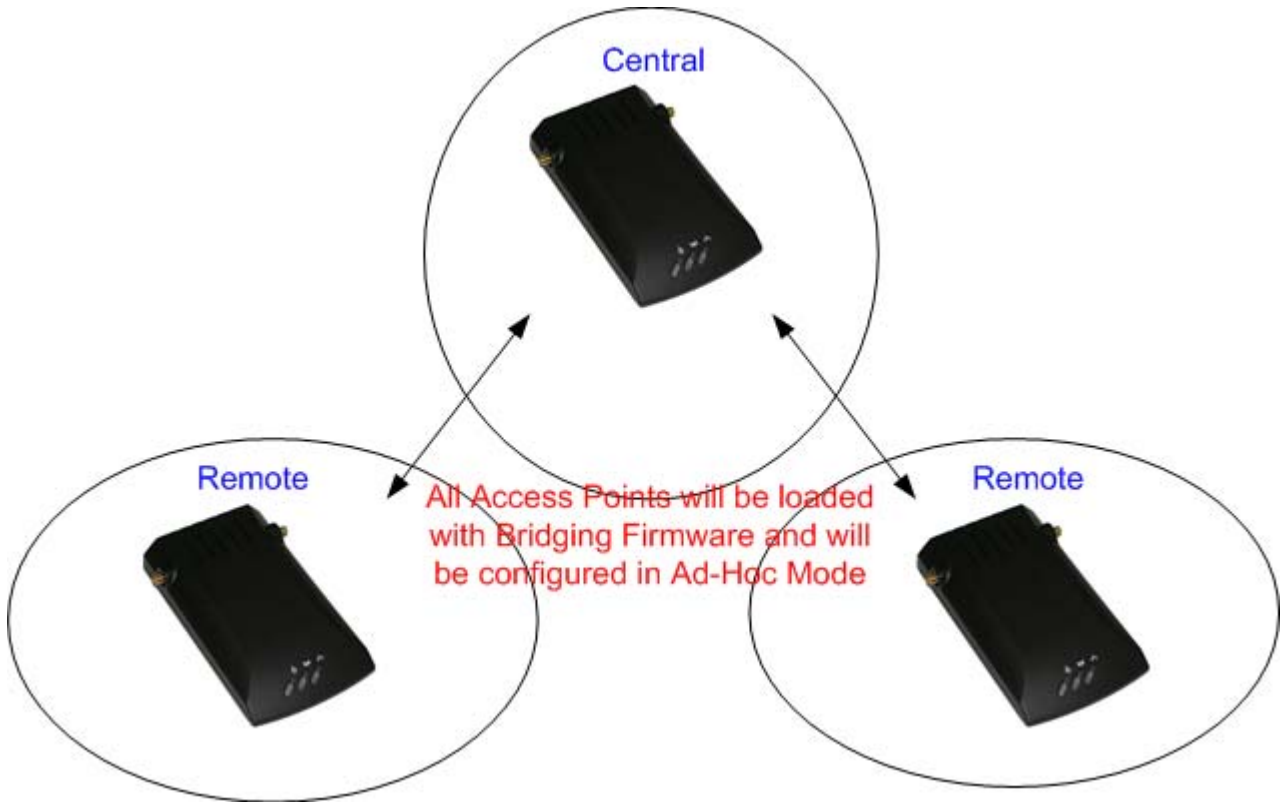 Central
Remote
Remote
All Access Points will be loaded
with Bridging Firmware and will
be configured in Ad-Hoc Mode